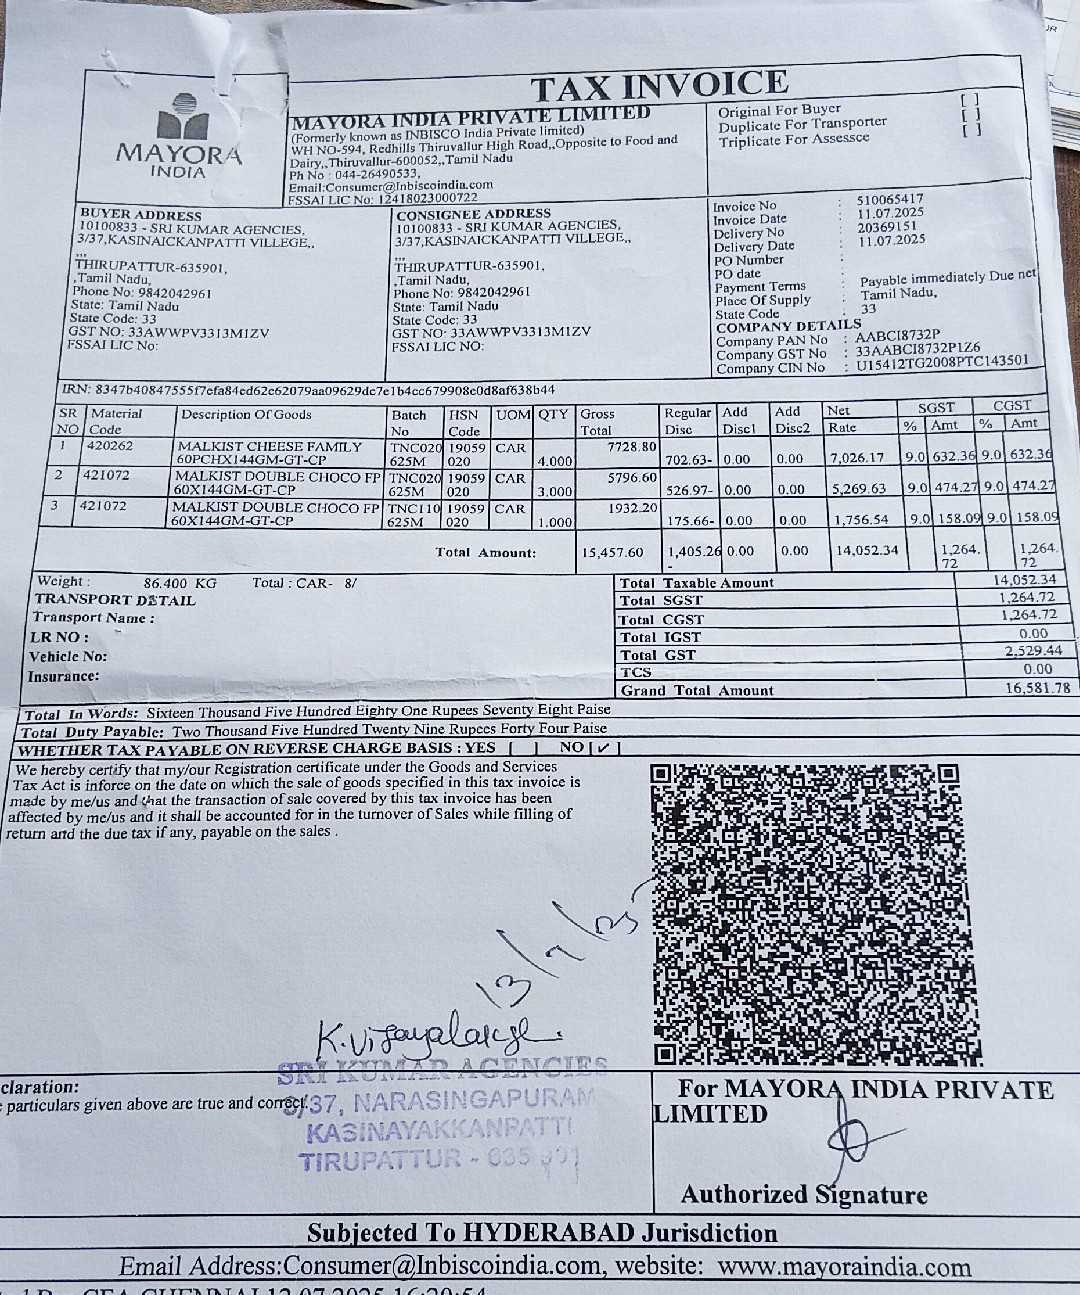 TAX INVOICE
MAYORA
INDIA
MAYORA INDIA PRIVATE LIMITED
(Formerly known as INBISCO India Private limited)
WH NO-594, Redhills Thiruvallur High Road,,Opposite to Food and
Dairy,,Thiruvallur-600052,,Tamil Nadu
Ph No : 044-26490533,
Email:Consumer@Inbiscoindia.com
FSSAI LIC No: 12418023000722
Original For Buyer [ ]
Duplicate For Transporter [ ]
Triplicate For Assessee [ ]
BUYER ADDRESS
10100833 - SRI KUMAR AGENCIES,
3/37,KASINAICKANPATTI VILLEGE,,
,,,
THIRUPATTUR-635901,
,Tamil Nadu,
Phone No: 9842042961
State: Tamil Nadu
State Code: 33
GST NO: 33AWWPV3313M1ZV
FSSAI LIC No:
CONSIGNEE ADDRESS
10100833 - SRI KUMAR AGENCIES,
3/37,KASINAICKANPATTI VILLEGE,,
,,,
THIRUPATTUR-635901,
,Tamil Nadu,
Phone No: 9842042961
State: Tamil Nadu
State Code: 33
GST NO: 33AWWPV3313M1ZV
FSSAI LIC NO:
Invoice No : 510065417
Invoice Date : 11.07.2025
Delivery No : 20369151
Delivery Date : 11.07.2025
PO Number :
PO date :
Payment Terms : Payable immediately Due net
Place Of Supply : Tamil Nadu,
State Code : 33
COMPANY DETAILS
Company PAN No : AABCI8732P
Company GST No : 33AABCI8732P1Z6
Company CIN No : U15412TG2008PTC143501
IRN: 8347b40847555f7cfa84ed62c62079aa09629dc7e1b4cc679908e0d8af638b44
SR Material Description Of Goods Batch HSN UOM QTY Gross Regular Add Add Net SGST CGST
NO Code No Code Total Disc Disc1 Disc2 Rate % Amt % Amt
1 420262 MALKIST CHEESE FAMILY TNC020 19059 CAR 7728.80
60PCHX144GM-GT-CP 625M 020 4.000 702.63- 0.00 0.00 7,026.17 9.0 632.36 9.0 632.36
2 421072 MALKIST DOUBLE CHOCO FP TNC020 19059 CAR 5796.60
60X144GM-GT-CP 625M 020 3.000 526.97- 0.00 0.00 5,269.63 9.0 474.27 9.0 474.27
3 421072 MALKIST DOUBLE CHOCO FP TNC110 19059 CAR 1932.20
60X144GM-GT-CP 625M 020 1.000 175.66- 0.00 0.00 1,756.54 9.0 158.09 9.0 158.09
Total Amount: 15,457.60 1,405.26 0.00 0.00 14,052.34 1,264. 1,264.
- 72 72
Weight : 86.400 KG Total : CAR- 8/
TRANSPORT DETAIL
Transport Name :
LR NO :
Vehicle No:
Insurance:
Total Taxable Amount 14,052.34
Total SGST 1,264.72
Total CGST 1,264.72
Total IGST 0.00
Total GST 2,529.44
TCS 0.00
Grand Total Amount 16,581.78
Total In Words: Sixteen Thousand Five Hundred Eighty One Rupees Seventy Eight Paise
Total Duty Payable: Two Thousand Five Hundred Twenty Nine Rupees Forty Four Paise
WHETHER TAX PAYABLE ON REVERSE CHARGE BASIS : YES [ ] NO [✓]
We hereby certify that my/our Registration certificate under the Goods and Services
Tax Act is inforce on the date on which the sale of goods specified in this tax invoice is
made by me/us and that the transaction of sale covered by this tax invoice has been
affected by me/us and it shall be accounted for in the turnover of Sales while filling of
return and the due tax if any, payable on the sales .
13/7/25
K.Vijayalaksh.
SRI KUMAR AGENCIES
3/37, NARASINGAPURAM
KASINAYAKKANPATTI
TIRUPATTUR - 635 901
claration:
particulars given above are true and correct.
For MAYORA INDIA PRIVATE
LIMITED
Authorized Signature
Subjected To HYDERABAD Jurisdiction
Email Address:Consumer@Inbiscoindia.com, website: www.mayoraindia.com
CFA CHENNAI 12.07.2025 16:20:54